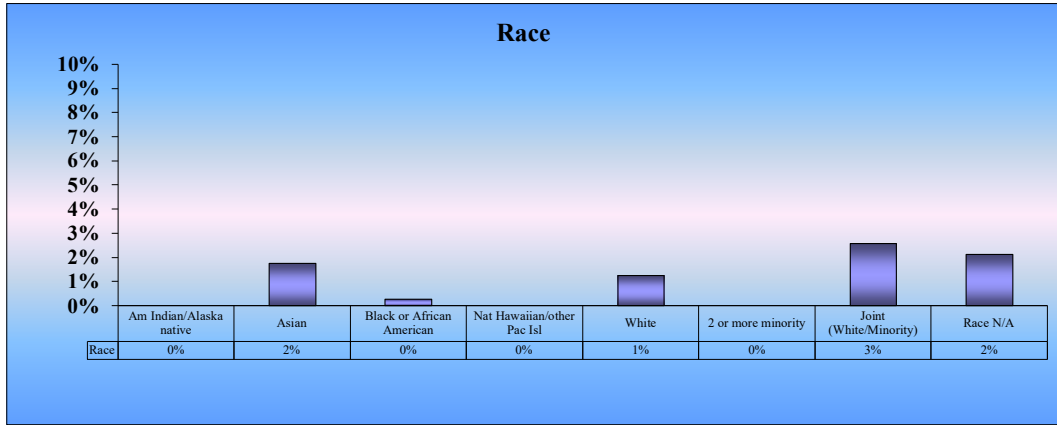 Race
10%
9%
8%
7%
6%
5%
4%
3%
2%
1%
0%
Am Indian/Alaska
native
Asian
Black or African
American
Nat Hawaiian/other
Pac Isl
White
2 or more minority
Joint
(White/Minority)
Race N/A
Race 0% 2% 0% 0% 1% 0% 3% 2%